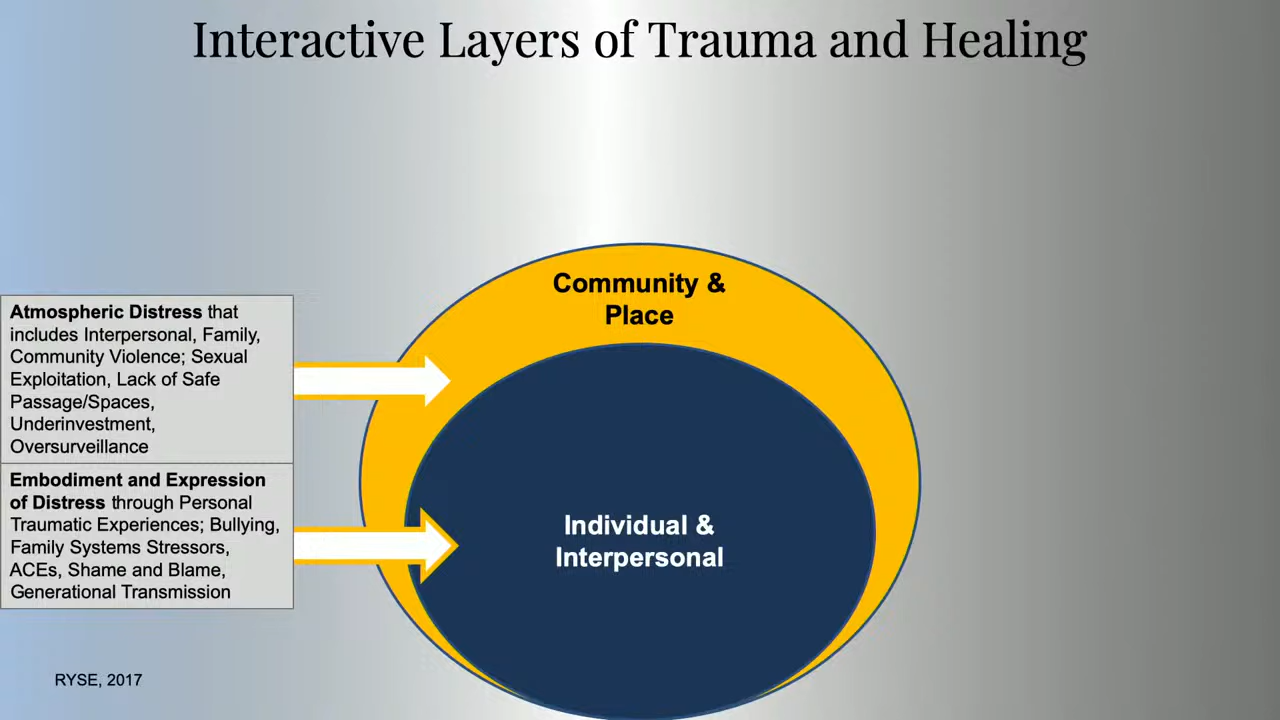 Interactive Layers of Trauma and Healing
Community &
Place
Atmospheric Distress that
includes Interpersonal, Family,
Community Violence; Sexual
Exploitation, Lack of Safe
Passage/Spaces,
Underinvestment,
Oversurveillance
Embodiment and Expression
of Distress through Personal
Traumatic Experiences; Bullying,
Family Systems Stressors,
ACEs, Shame and Blame,
Generational Transmission
Individual &
Interpersonal
RYSE, 2017